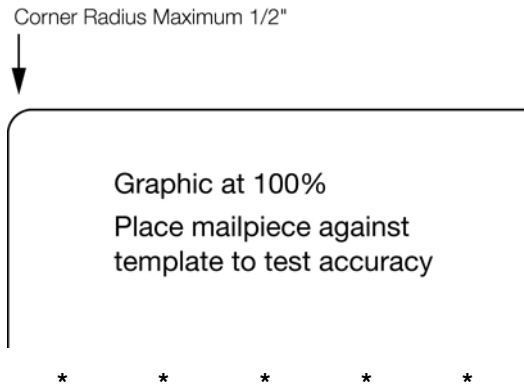 Corner Radius Maximum 1/2"
Graphic at 100%
Place mailpiece against
template to test accuracy
* * * * *